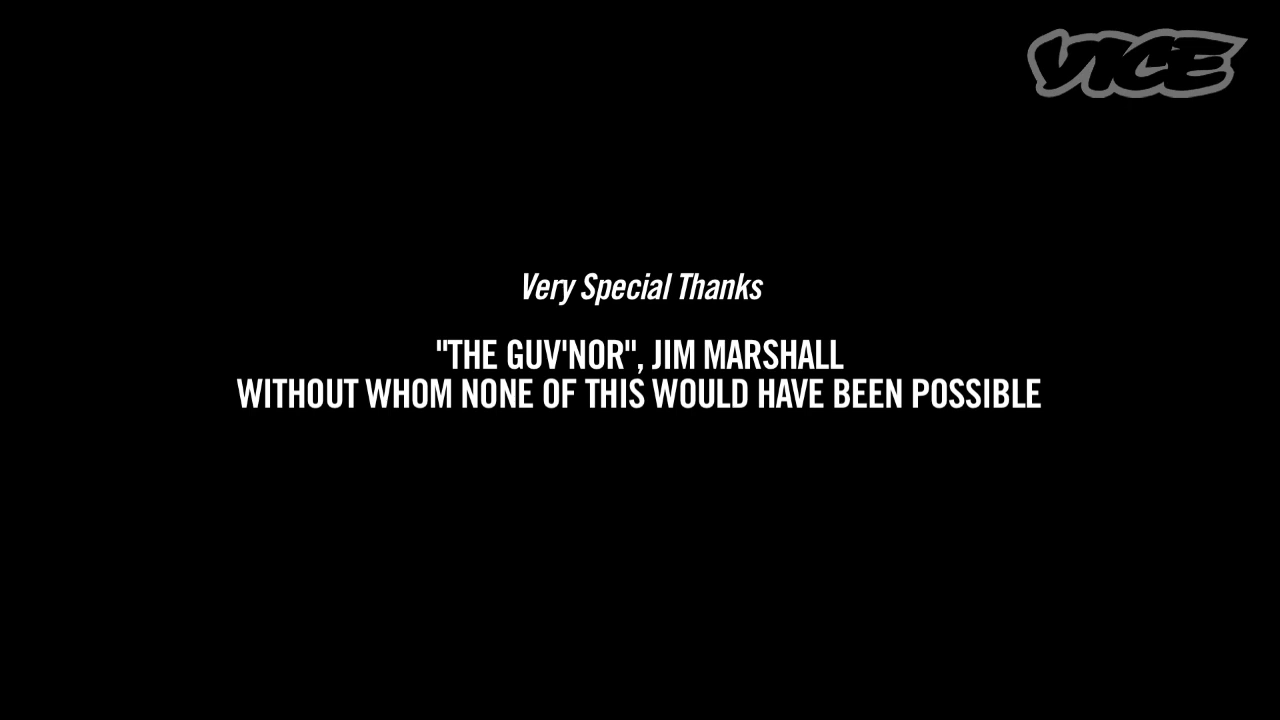 VICE
Very Special Thanks
"THE GUV'NOR", JIM MARSHALL
WITHOUT WHOM NONE OF THIS WOULD HAVE BEEN POSSIBLE